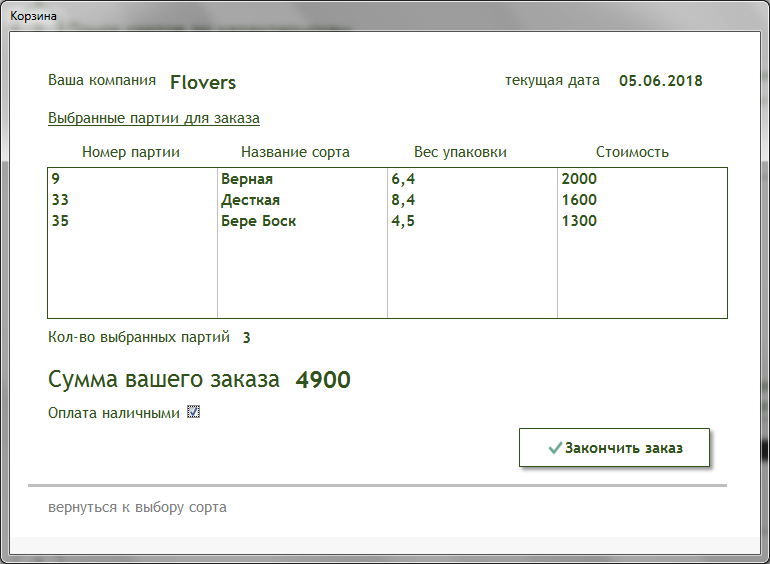 Корзина
Ваша компания Flovers текущая дата 05.06.2018
Выбранные партии для заказа
Номер партии Название сорта Вес упаковки Стоимость
9 Верная 6,4 2000
33 Десткая 8,4 1600
35 Бере Боск 4,5 1300
Кол-во выбранных партий 3
Сумма вашего заказа 4900
Оплата наличными
Закончить заказ
вернуться к выбору сорта